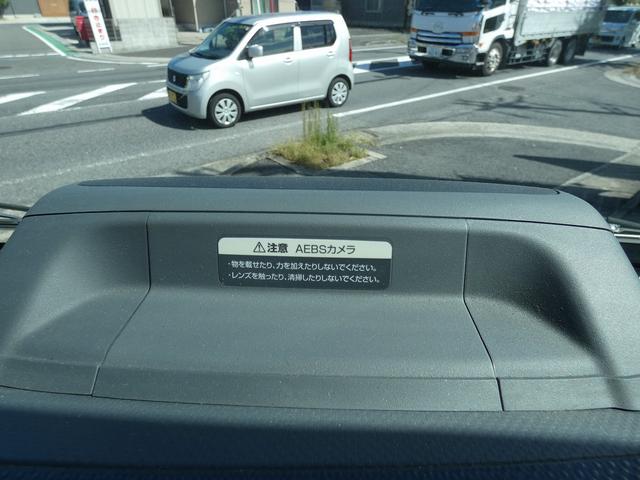 ⚠注意 AEBSカメラ
・物を載せたり、力を加えたりしないでください。
・レンズを触ったり、清掃したりしないでください。